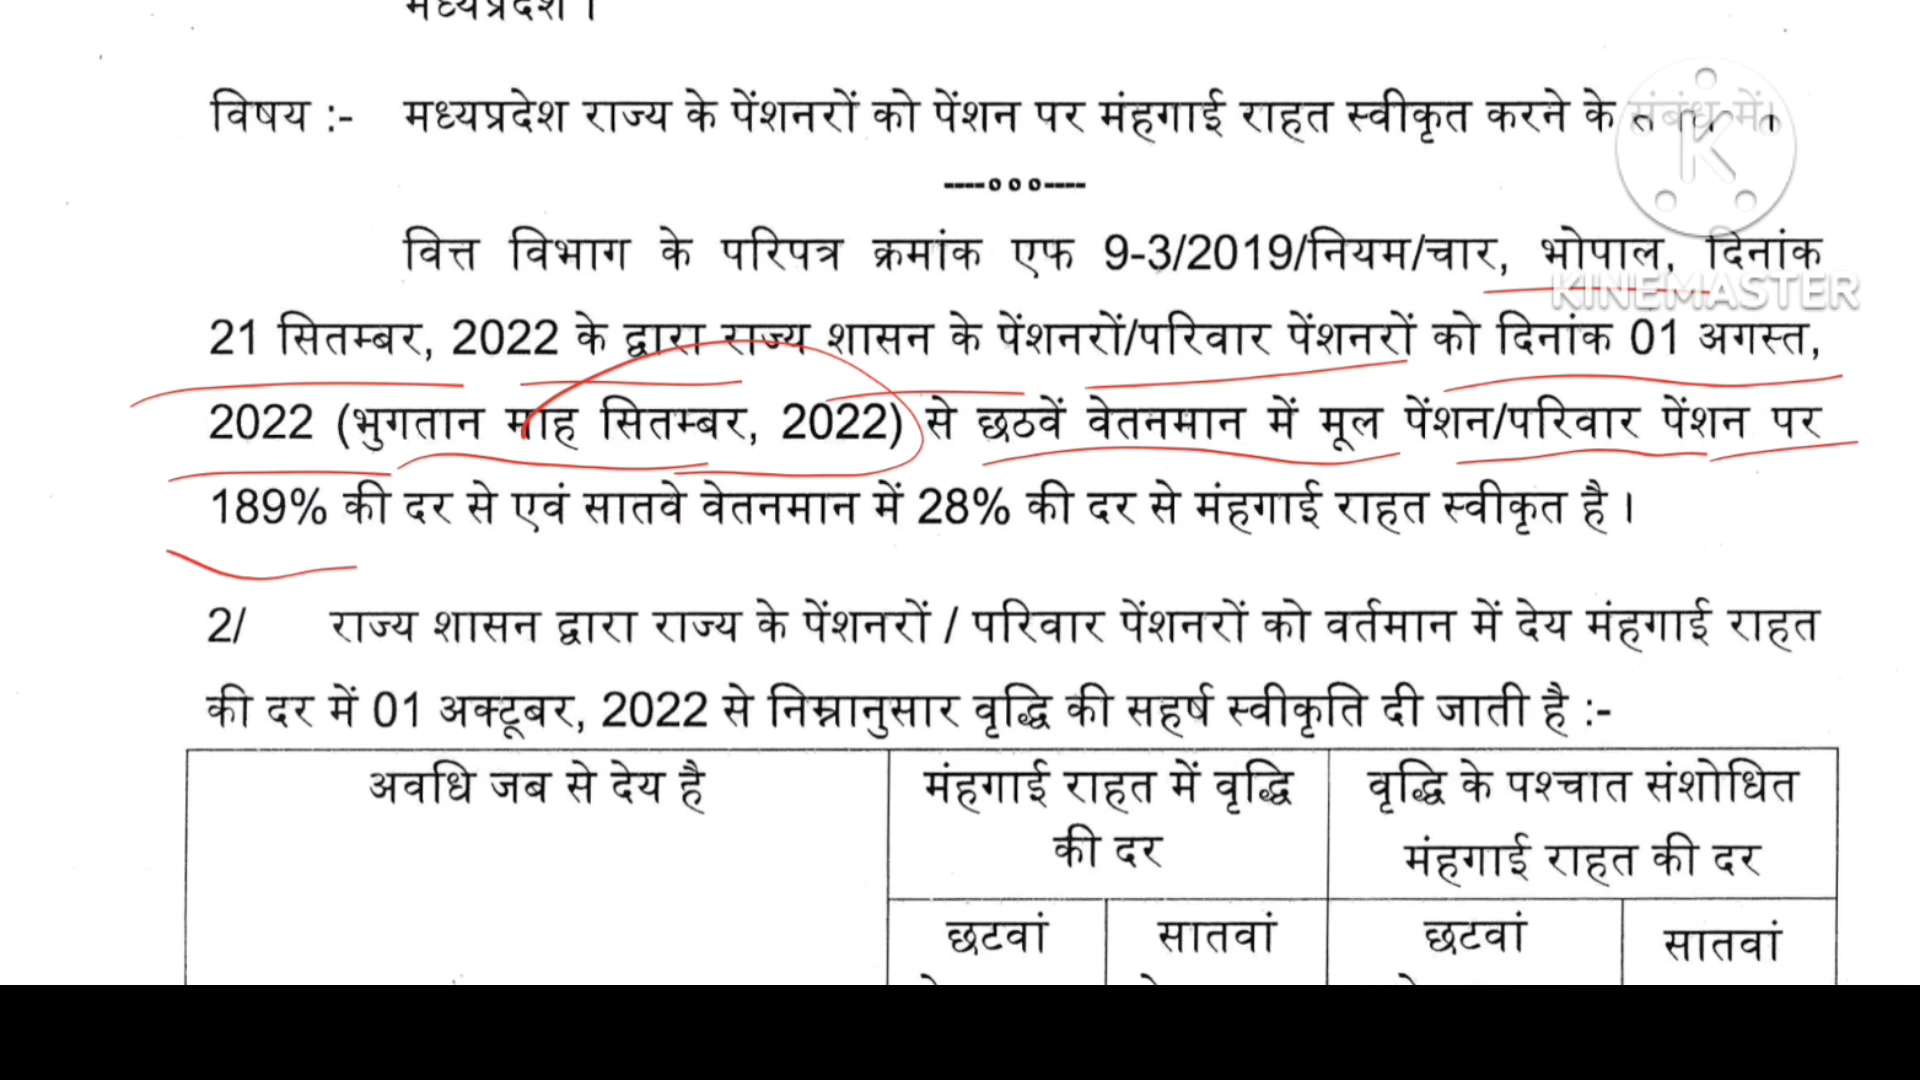 मध्यप्रदेश ।
विषय :- मध्यप्रदेश राज्य के पेंशनरों को पेंशन पर मंहगाई राहत स्वीकृत करने के संबंध में।
----०००----
वित्त विभाग के परिपत्र क्रमांक एफ 9-3/2019/नियम/चार, भोपाल, दिनांक
KINEMASTER
21 सितम्बर, 2022 के द्वारा राज्य शासन के पेंशनरों/परिवार पेंशनरों को दिनांक 01 अगस्त,
2022 (भुगतान माह सितम्बर, 2022) से छठवें वेतनमान में मूल पेंशन/परिवार पेंशन पर
189% की दर से एवं सातवे वेतनमान में 28% की दर से मंहगाई राहत स्वीकृत है ।
2/ राज्य शासन द्वारा राज्य के पेंशनरों / परिवार पेंशनरों को वर्तमान में देय मंहगाई राहत
की दर में 01 अक्टूबर, 2022 से निम्नानुसार वृद्धि की सहर्ष स्वीकृति दी जाती है :-
अवधि जब से देय है
मंहगाई राहत में वृद्धि
की दर
वृद्धि के पश्चात संशोधित
मंहगाई राहत की दर
छटवां सातवां छटवां सातवां